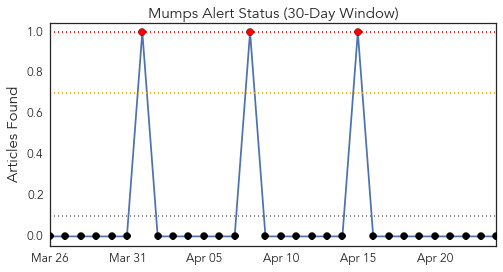 Mumps Alert Status (30-Day Window)
Articles Found
1.0
0.8
0.6
0.4
0.2
0.0
Mar 26 Mar 31 Apr 05 Apr 10 Apr 15 Apr 20